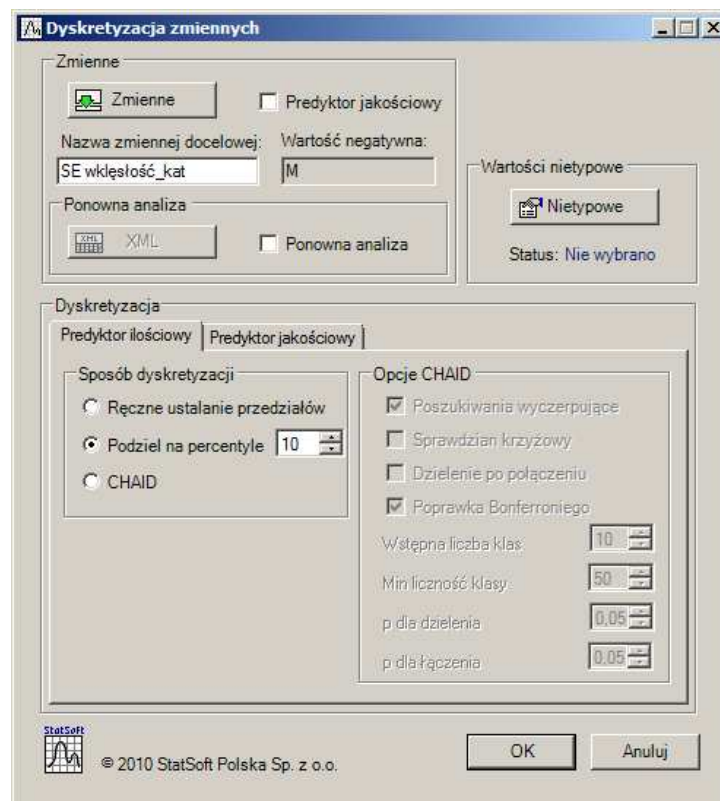 Dyskretyzacja zmiennych
Zmienne
Zmienne
Predyktor jakościowy
Nazwa zmiennej docelowej:
Wartość negatywna:
SE wklęsłość_kat
M
Ponowna analiza
XML
Ponowna analiza
Wartości nietypowe
Nietypowe
Status: Nie wybrano
Dyskretyzacja
Predyktor ilościowy
Predyktor jakościowy
Sposób dyskretyzacji
Ręczne ustalanie przedziałów
Podziel na percentyle 10
CHAID
Opcje CHAID
Poszukiwania wyczerpujące
Sprawdzian krzyżowy
Dzielenie po połączeniu
Poprawka Bonferroniego
Wstępna liczba klas 10
Min liczność klasy 50
p dla dzielenia 0,05
p dla łączenia 0,05
StatSoft
© 2010 StatSoft Polska Sp. z o.o.
OK
Anuluj